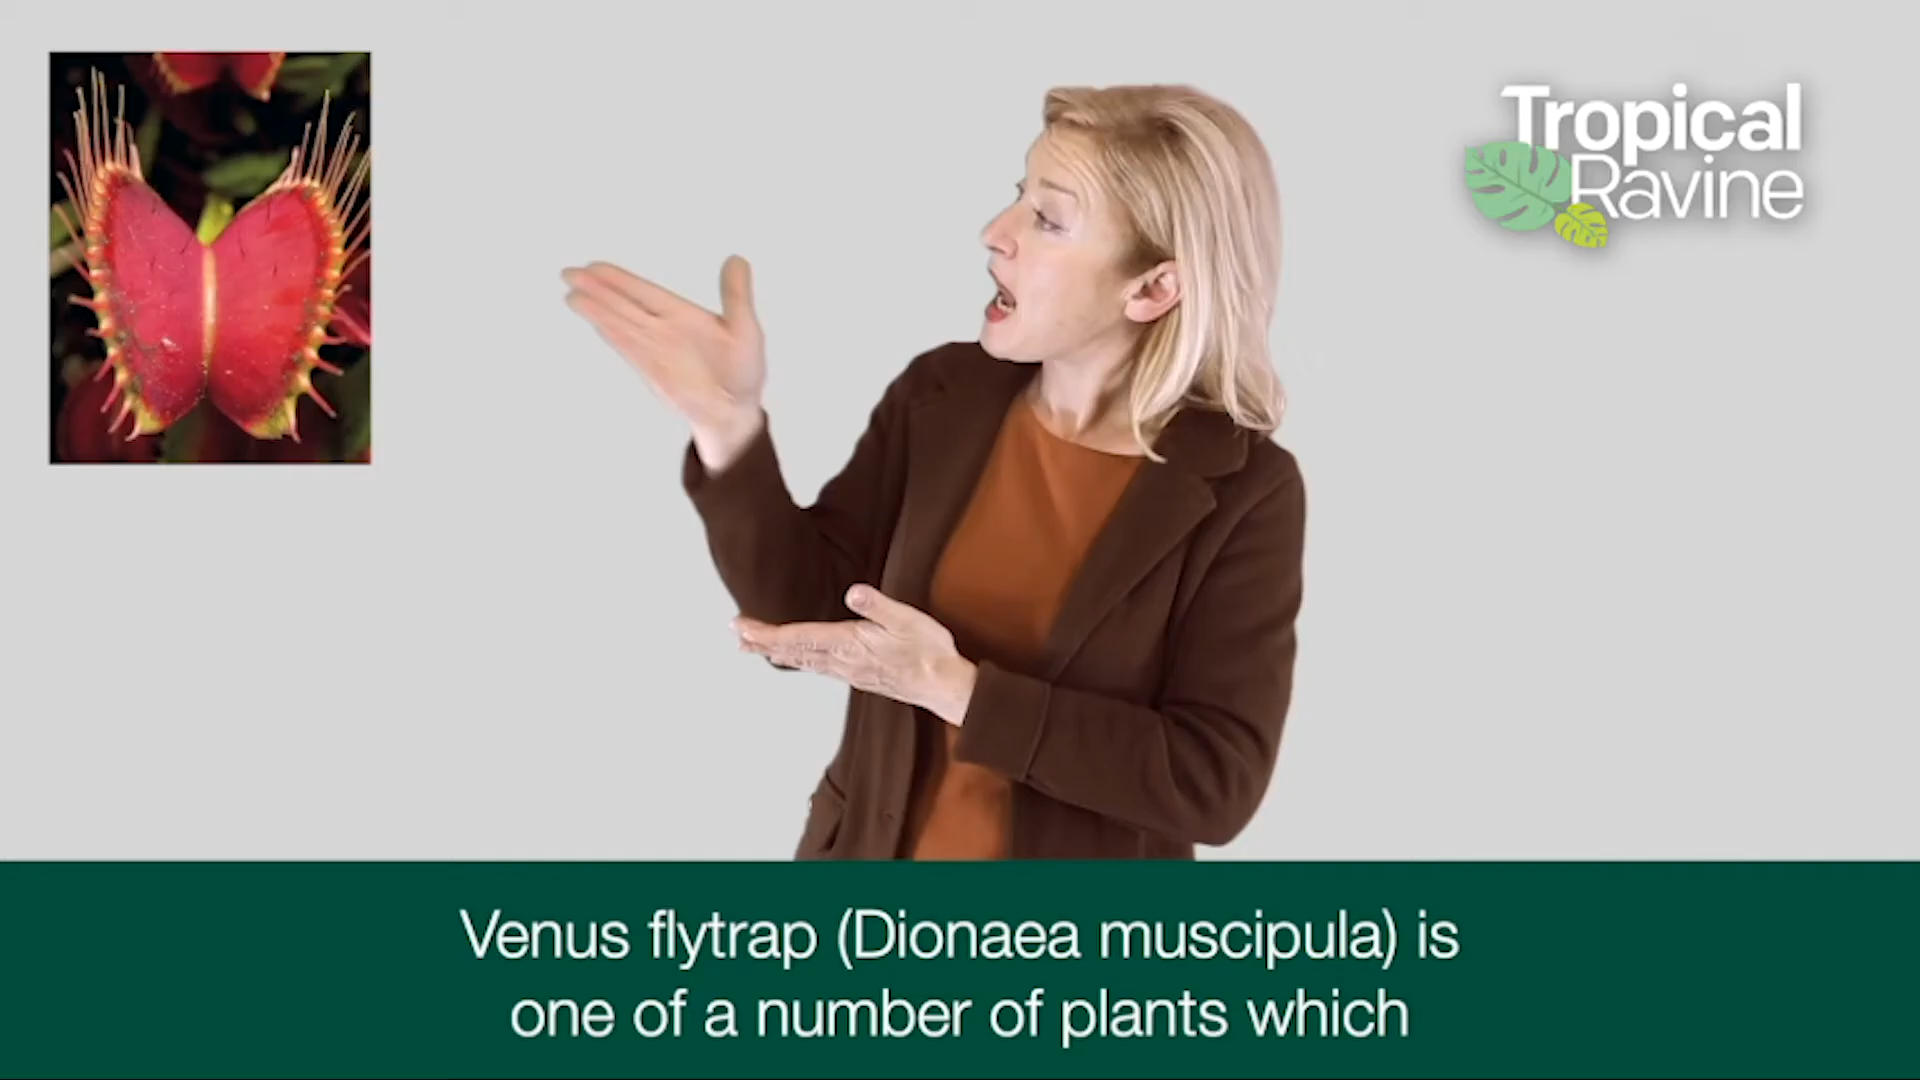 Tropical
Ravine
Venus flytrap (Dionaea muscipula) is
one of a number of plants which